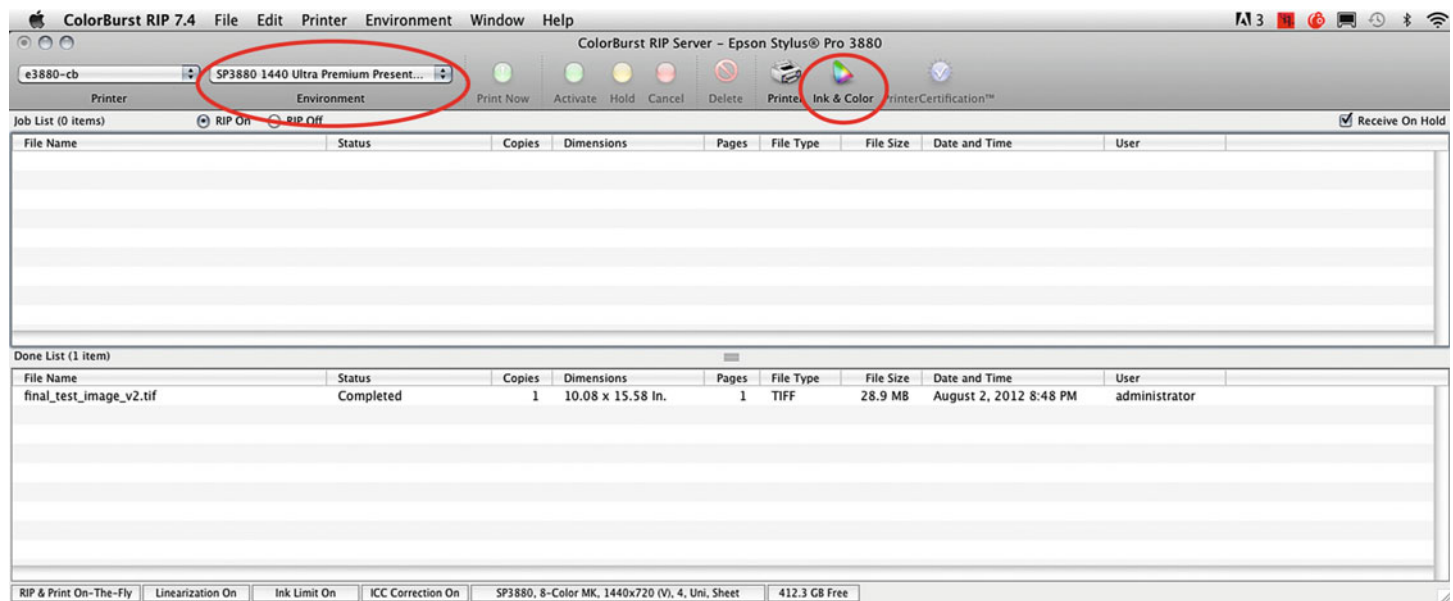 ColorBurst RIP 7.4 File Edit Printer Environment Window Help 3
ColorBurst RIP Server – Epson Stylus® Pro 3880
e3880-cb SP3880 1440 Ultra Premium Present...
Printer Environment Print Now Activate Hold Cancel Delete Printer Ink & Color PrinterCertification™
Job List (0 items) RIP On RIP Off Receive On Hold
File Name Status Copies Dimensions Pages File Type File Size Date and Time User
Done List (1 item)
File Name Status Copies Dimensions Pages File Type File Size Date and Time User
final_test_image_v2.tif Completed 1 10.08 x 15.58 In. 1 TIFF 28.9 MB August 2, 2012 8:48 PM administrator
RIP & Print On-The-Fly Linearization On Ink Limit On ICC Correction On SP3880, 8-Color MK, 1440x720 (V), 4, Uni, Sheet 412.3 GB Free